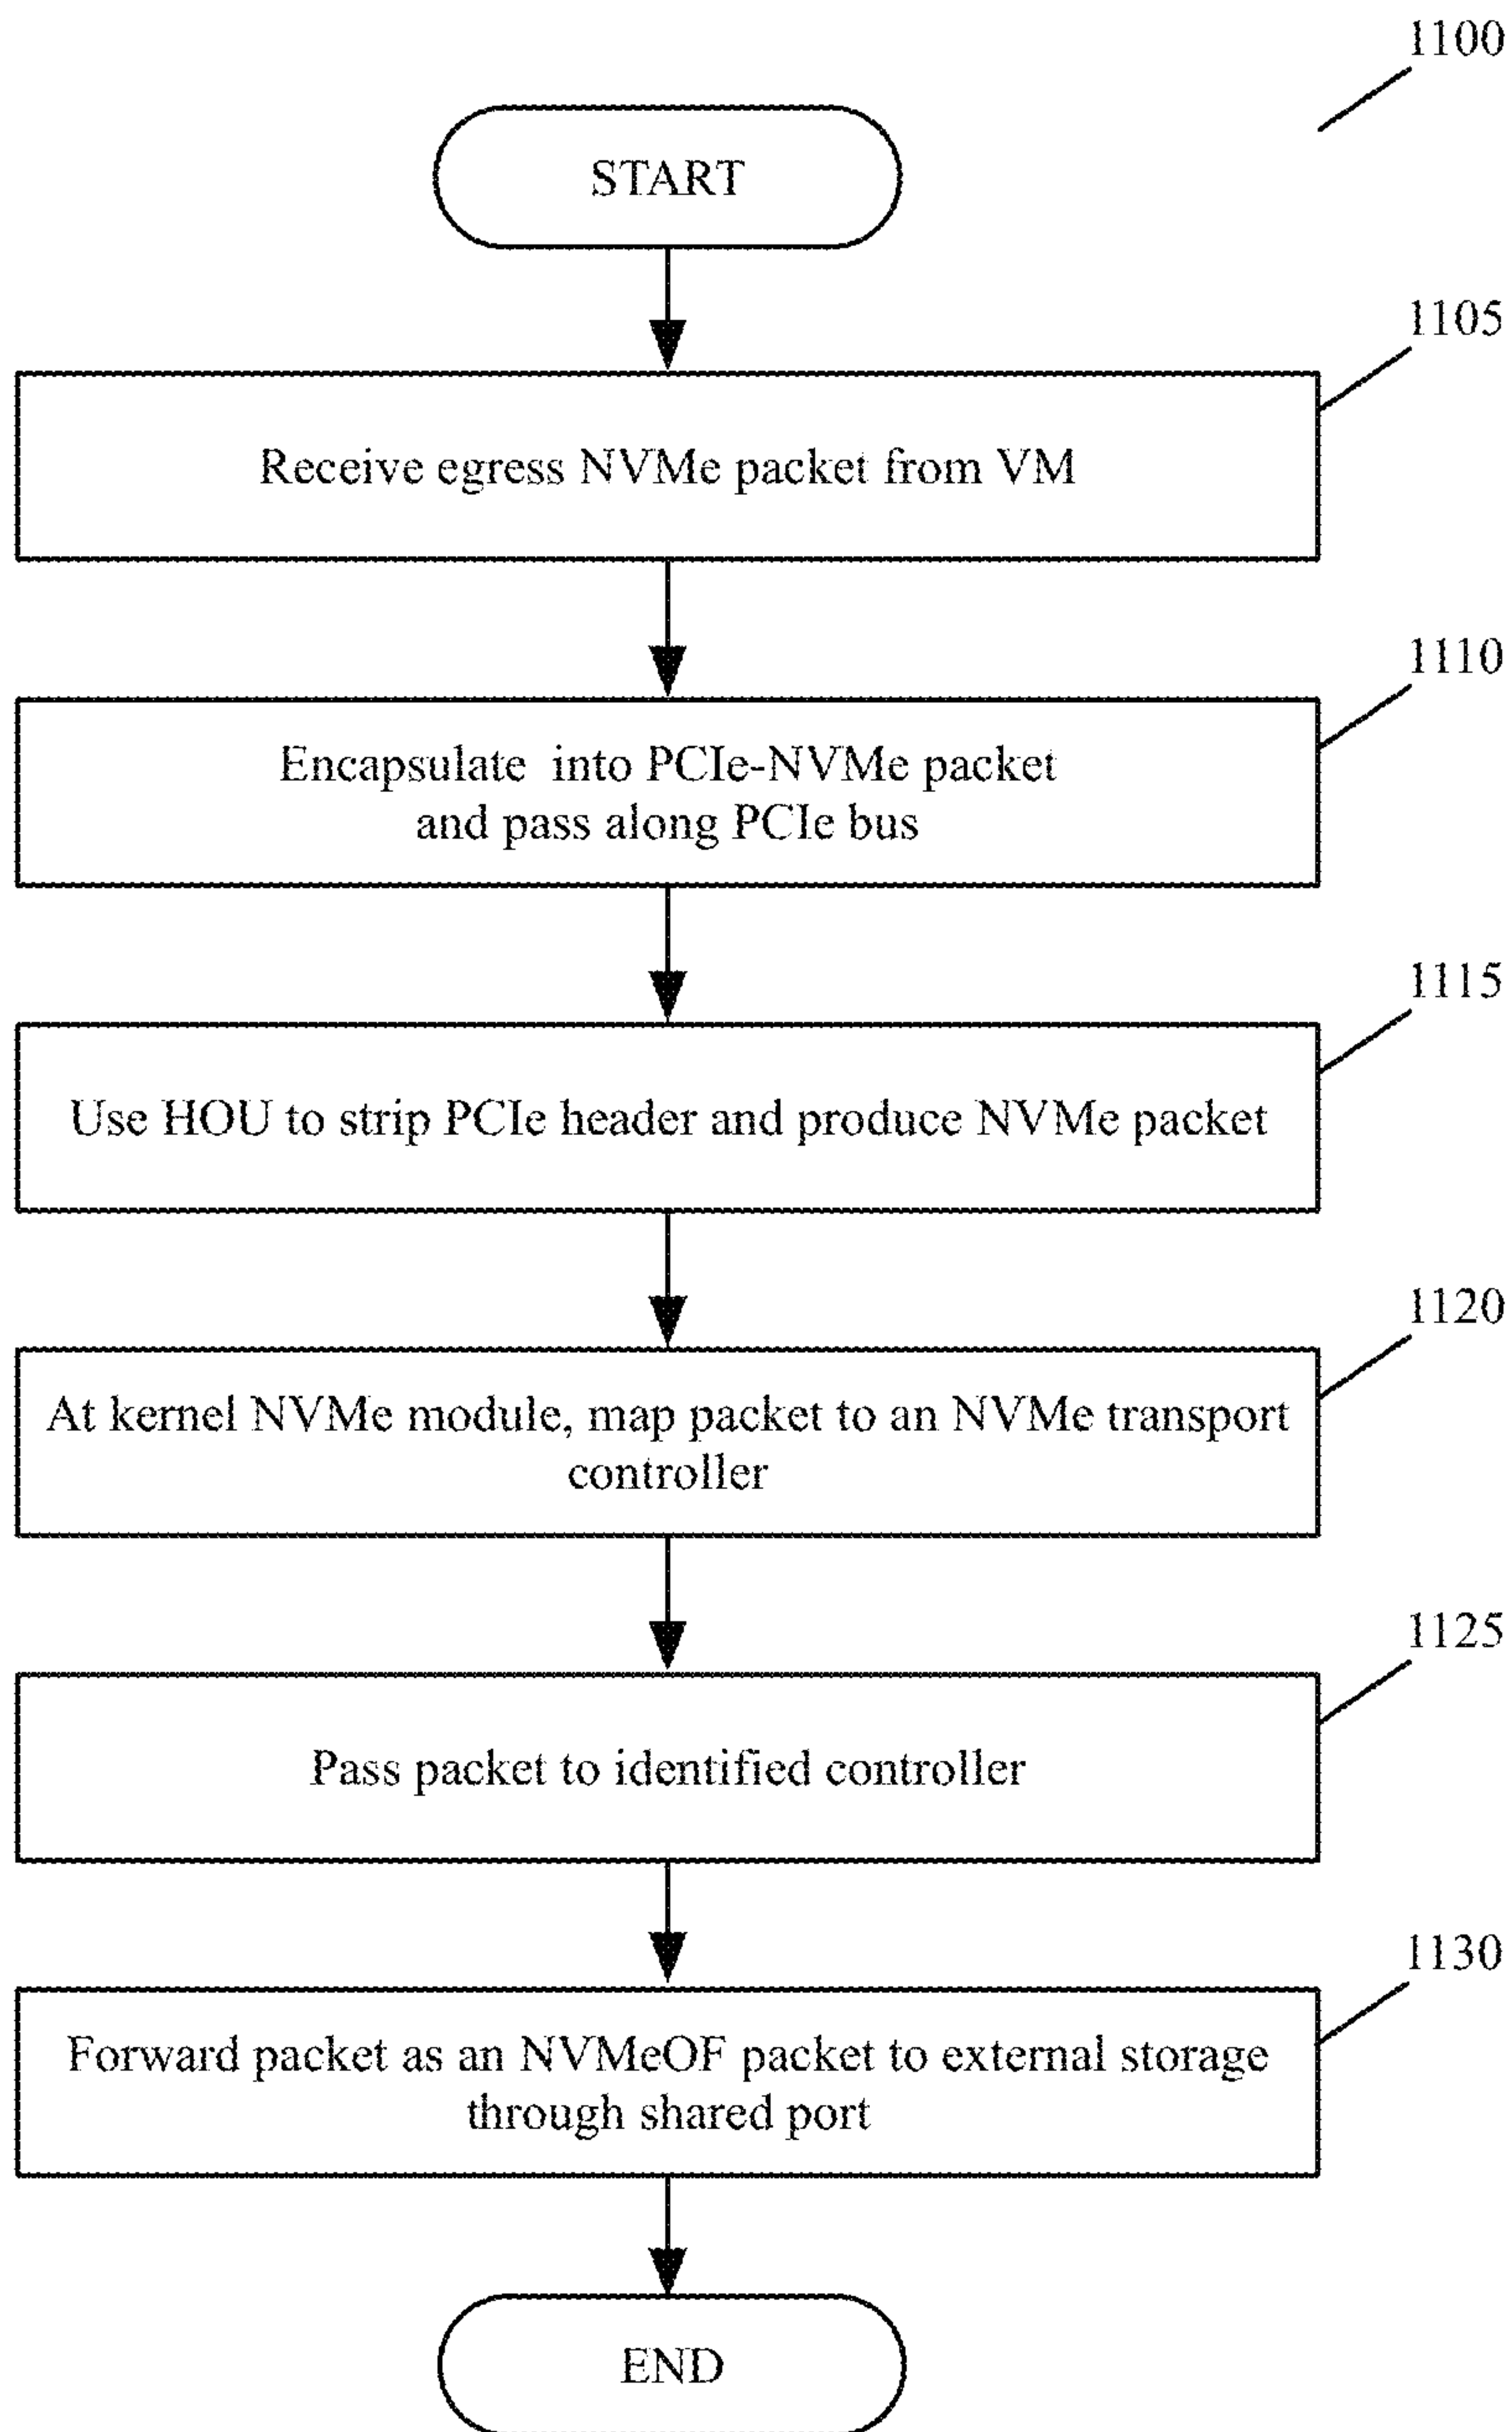 1100
START
1105
Receive egress NVMe packet from VM
1110
Encapsulate into PCIe-NVMe packet
and pass along PCIe bus
1115
Use HOU to strip PCIe header and produce NVMe packet
1120
At kernel NVMe module, map packet to an NVMe transport
controller
1125
Pass packet to identified controller
1130
Forward packet as an NVMeOF packet to external storage
through shared port
END